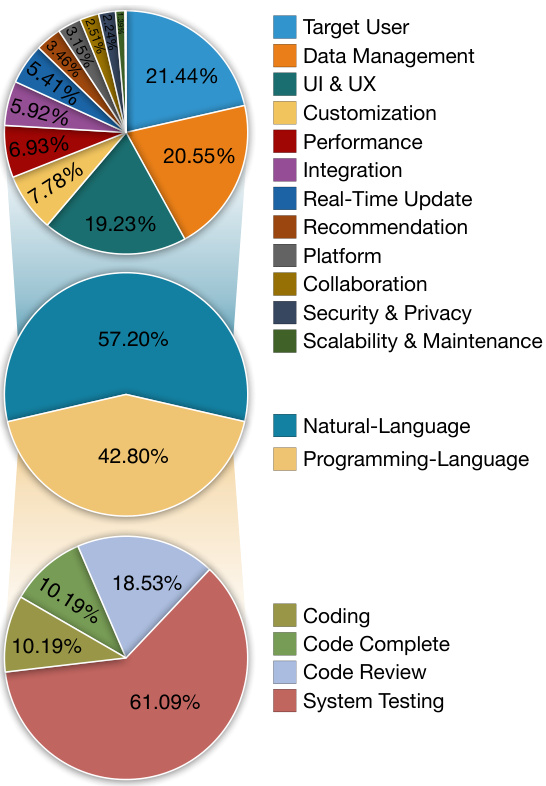 21.44%
20.55%
19.23%
7.78%
6.93%
5.92%
5.41%
3.46%
3.15%
2.51%
2.24%
Target User
Data Management
UI & UX
Customization
Performance
Integration
Real-Time Update
Recommendation
Platform
Collaboration
Security & Privacy
Scalability & Maintenance
57.20%
42.80%
Natural-Language
Programming-Language
18.53%
10.19%
10.19%
61.09%
Coding
Code Complete
Code Review
System Testing